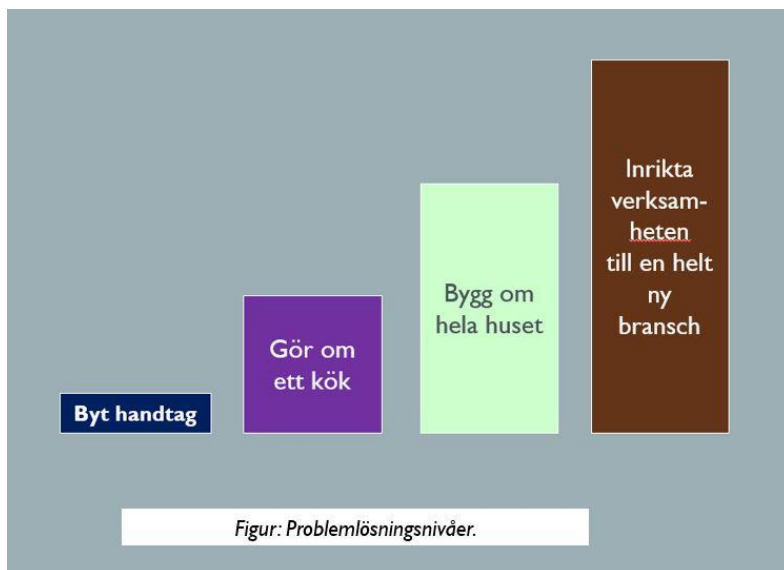 Byt handtag
Gör om
ett kök
Bygg om
hela huset
Inrikta
verksam-
heten
till en helt
ny
bransch
Figur: Problemlösningsnivåer.